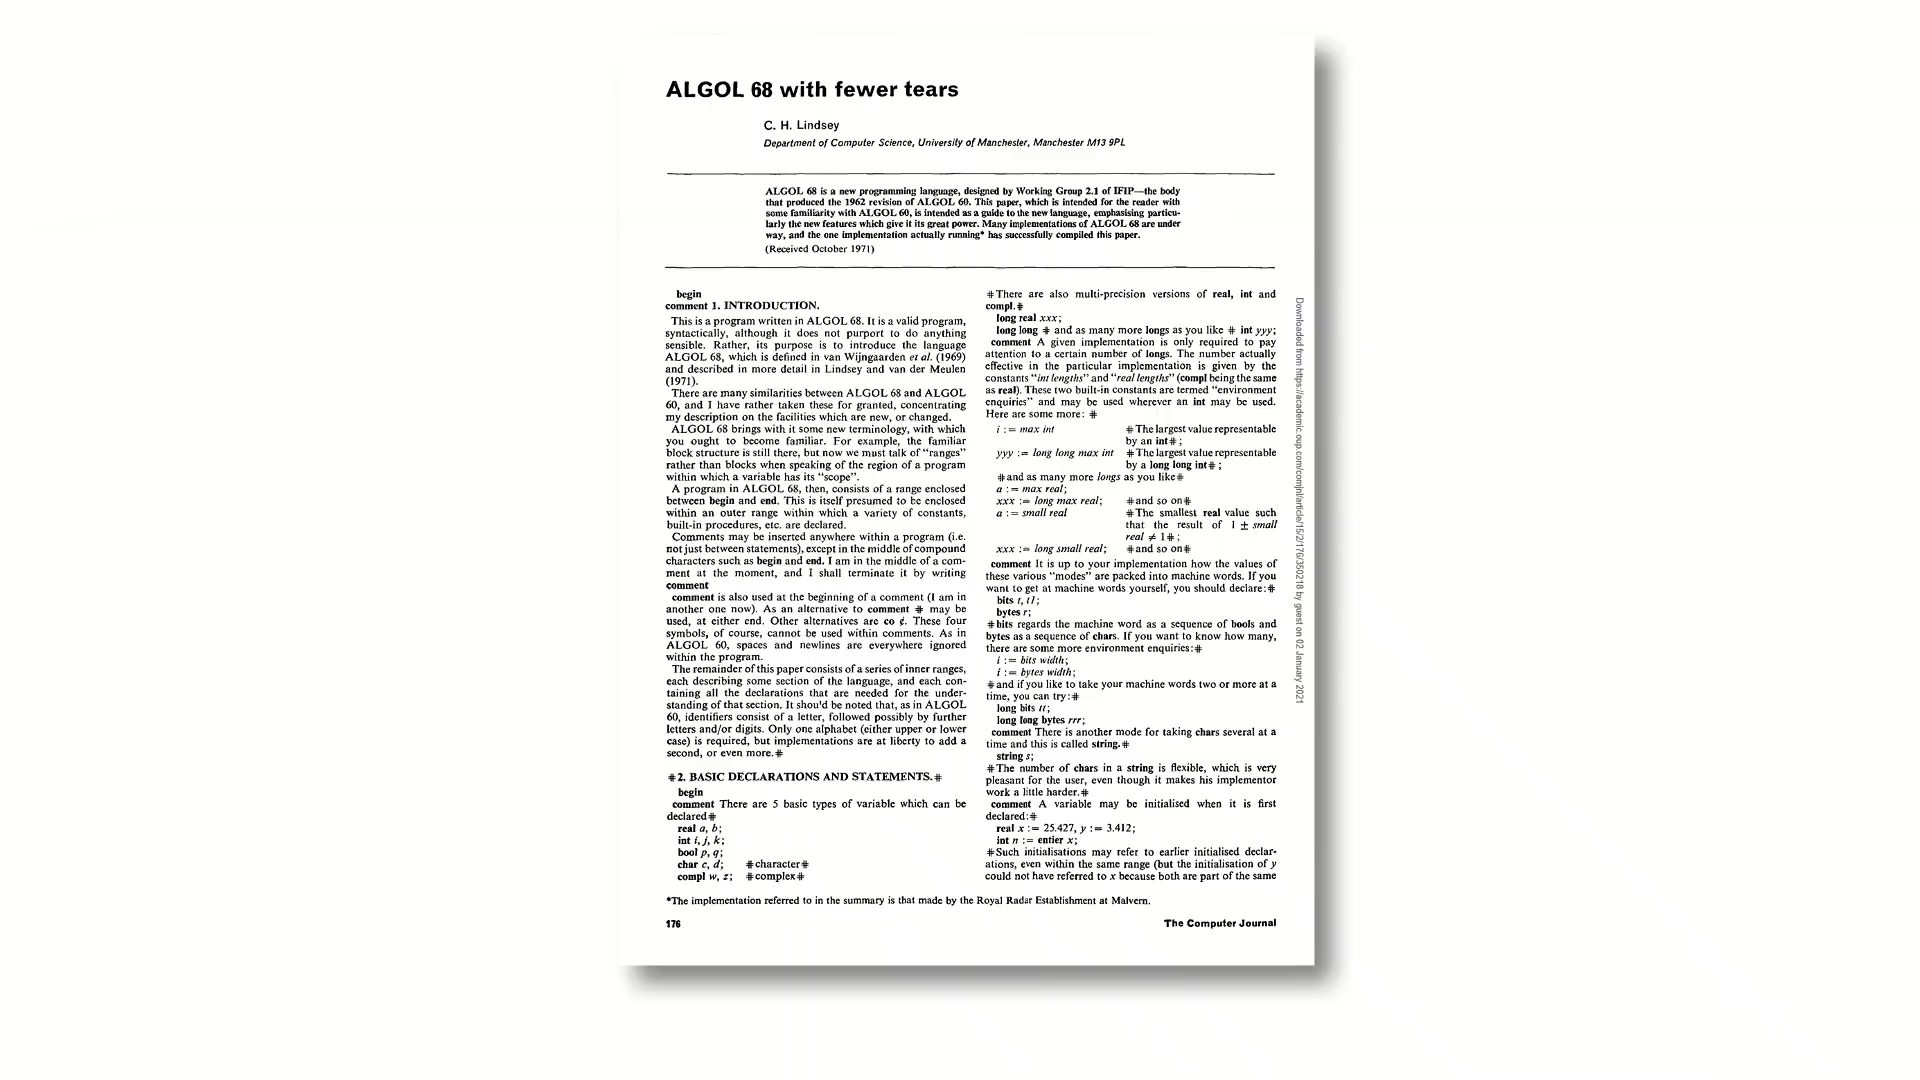 ALGOL 68 with fewer tears
C. H. Lindsey
Department of Computer Science, University of Manchester, Manchester M13 9PL
ALGOL 68 is a new programming language, designed by Working Group 2.1 of IFIP—the body
that produced the 1962 revision of ALGOL 60. This paper, which is intended for the reader with
some familiarity with ALGOL 60, is intended as a guide to the new language, emphasising particu-
larly the new features which give it its great power. Many implementations of ALGOL 68 are under
way, and the one implementation actually running* has successfully compiled this paper.
(Received October 1971)
begin
comment 1. INTRODUCTION.
This is a program written in ALGOL 68. It is a valid program,
syntactically, although it does not purport to do anything
sensible. Rather, its purpose is to introduce the language
ALGOL 68, which is defined in van Wijngaarden et al. (1969)
and described in more detail in Lindsey and van der Meulen
(1971).
There are many similarities between ALGOL 68 and ALGOL
60, and I have rather taken these for granted, concentrating
my description on the facilities which are new, or changed.
ALGOL 68 brings with it some new terminology, with which
you ought to become familiar. For example, the familiar
block structure is still there, but now we must talk of "ranges"
rather than blocks when speaking of the region of a program
within which a variable has its "scope".
A program in ALGOL 68, then, consists of a range enclosed
between begin and end. This is itself presumed to be enclosed
within an outer range within which a variety of constants,
built-in procedures, etc. are declared.
Comments may be inserted anywhere within a program (i.e.
not just between statements), except in the middle of compound
characters such as begin and end. I am in the middle of a com-
ment at the moment, and I shall terminate it by writing
comment
comment is also used at the beginning of a comment (I am in
another one now). As an alternative to comment # may be
used, at either end. Other alternatives are co ¢. These four
symbols, of course, cannot be used within comments. As in
ALGOL 60, spaces and newlines are everywhere ignored
within the program.
The remainder of this paper consists of a series of inner ranges,
each describing some section of the language, and each con-
taining all the declarations that are needed for the under-
standing of that section. It shou'd be noted that, as in ALGOL
60, identifiers consist of a letter, followed possibly by further
letters and/or digits. Only one alphabet (either upper or lower
case) is required, but implementations are at liberty to add a
second, or even more.#
#2. BASIC DECLARATIONS AND STATEMENTS.#
begin
comment There are 5 basic types of variable which can be
declared#
real a, b;
int i, j, k;
bool p, q;
char c, d; #character#
compl w, z; #complex#
#There are also multi-precision versions of real, int and
compl.#
long real xxx;
long long # and as many more longs as you like # int yyy;
comment A given implementation is only required to pay
attention to a certain number of longs. The number actually
effective in the particular implementation is given by the
constants "int lengths" and "real lengths" (compl being the same
as real). These two built-in constants are termed "environment
enquiries" and may be used wherever an int may be used.
Here are some more: #
i := max int #The largest value representable
by an int#;
yyy := long long max int #The largest value representable
by a long long int#;
#and as many more longs as you like#
a := max real;
xxx := long max real; #and so on#
a := small real #The smallest real value such
that the result of 1 ± small
real ≠ 1#;
xxx := long small real; #and so on#
comment It is up to your implementation how the values of
these various "modes" are packed into machine words. If you
want to get at machine words yourself, you should declare:#
bits t, t1;
bytes r;
#bits regards the machine word as a sequence of bools and
bytes as a sequence of chars. If you want to know how many,
there are some more environment enquiries:#
i := bits width;
i := bytes width;
#and if you like to take your machine words two or more at a
time, you can try:#
long bits tt;
long long bytes rrr;
comment There is another mode for taking chars several at a
time and this is called string.#
string s;
#The number of chars in a string is flexible, which is very
pleasant for the user, even though it makes his implementor
work a little harder.#
comment A variable may be initialised when it is first
declared:#
real x := 25.427, y := 3.412;
int n := entier x;
#Such initialisations may refer to earlier initialised declar-
ations, even within the same range (but the initialisation of y
could not have referred to x because both are part of the same
*The implementation referred to in the summary is that made by the Royal Radar Establishment at Malvern.
176
The Computer Journal
Downloaded from https://academic.oup.com/comjnl/article/15/2/176/350218 by guest on 02 January 2021